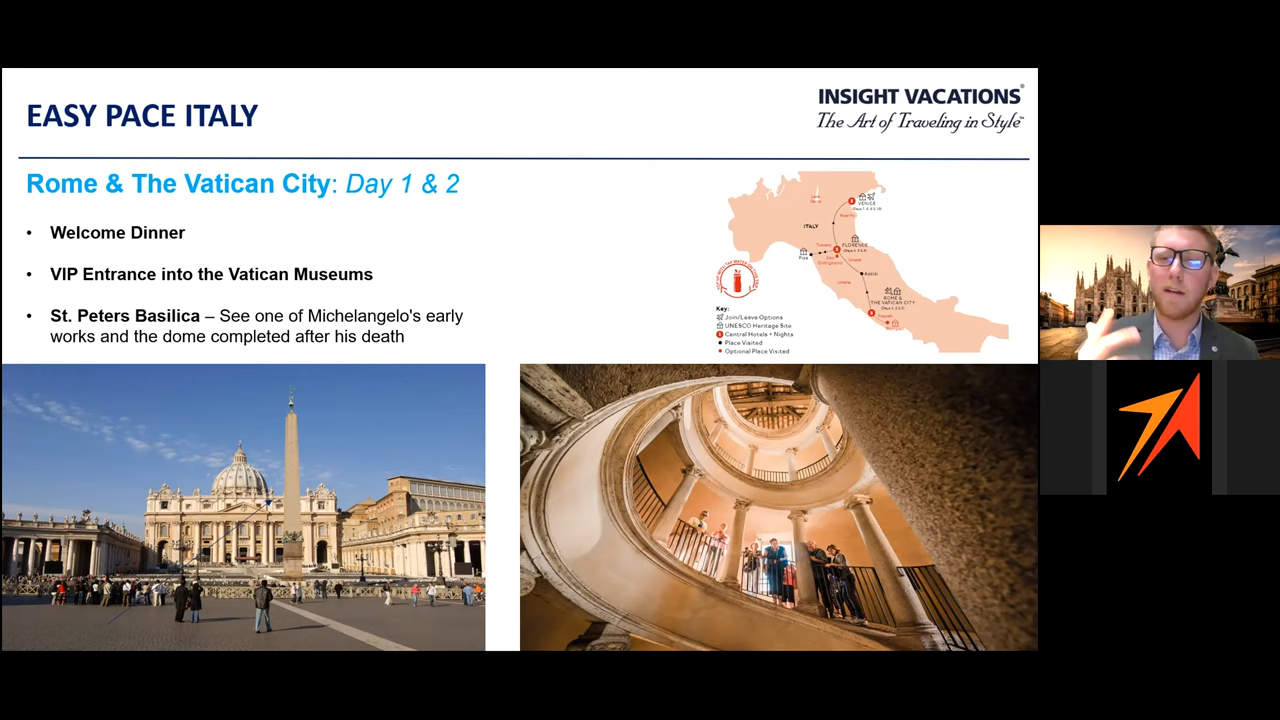 EASY PACE ITALY
INSIGHT VACATIONS®
The Art of Traveling in Style™
Rome & The Vatican City: Day 1 & 2
• Welcome Dinner
• VIP Entrance into the Vatican Museums
• St. Peters Basilica – See one of Michelangelo's early
works and the dome completed after his death
VENICE
ITALY
FLORENCE
Pisa
Assisi
ROME &
THE VATICAN CITY
Key:
Join/Leave Options
UNESCO Heritage Site
Central Hotels + Nights
Place Visited
Optional Place Visited